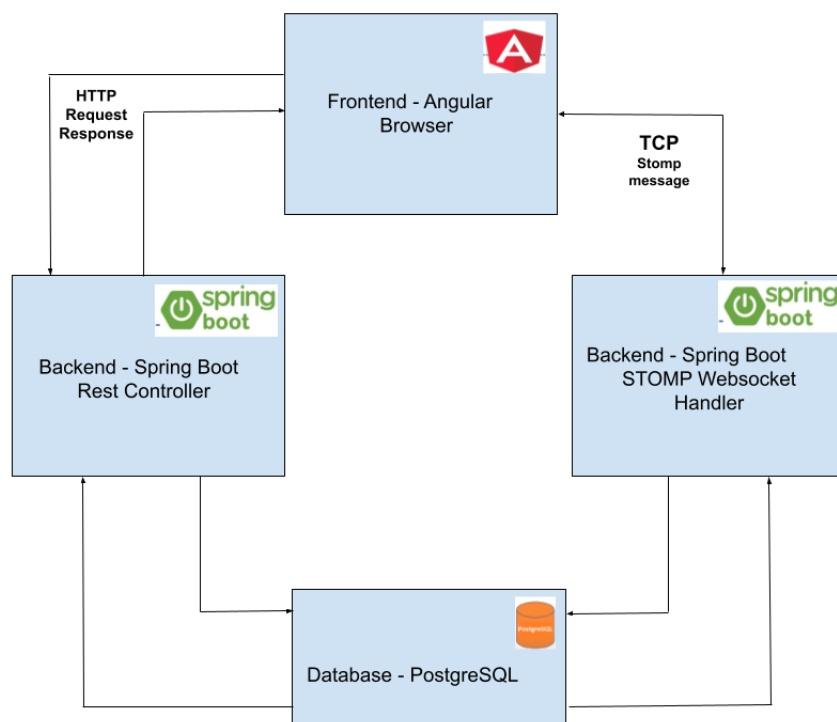 Frontend - Angular
Browser
HTTP
Request
Response
TCP
Stomp
message
spring
boot
Backend - Spring Boot
Rest Controller
spring
boot
Backend - Spring Boot
STOMP Websocket
Handler
PostgreSQL
Database - PostgreSQL